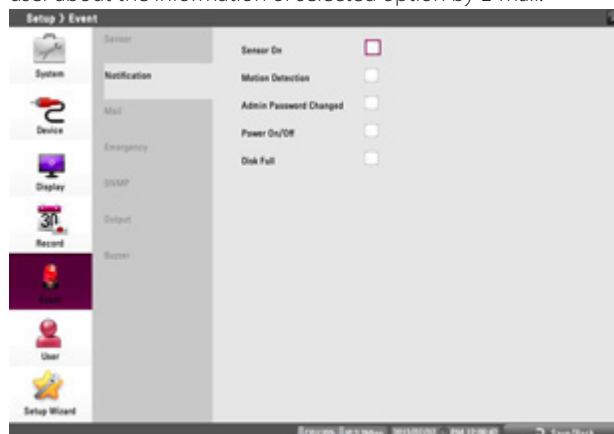 user about the information of selected option by E-mail.
Setup > Event
System
Device
Display
Record
Event
User
Setup Wizard
Sensor
Notification
Mail
Emergency
SNMP
Output
Buzzer
Sensor On
Motion Detection
Admin Password Changed
Power On/Off
Disk Full
Save/Back